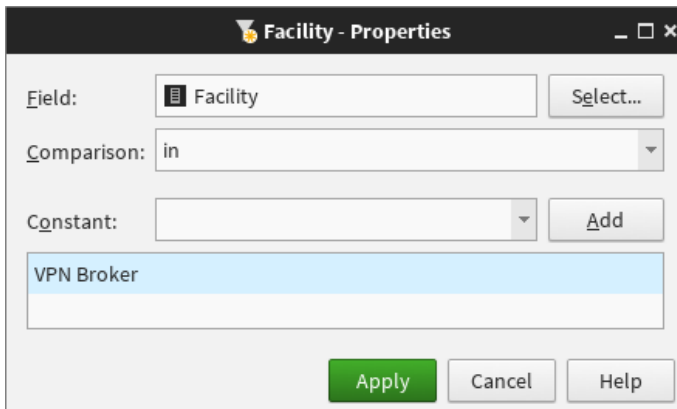 Facility - Properties
Field: Facility Select...
Comparison: in
Constant: Add
VPN Broker
Apply Cancel Help